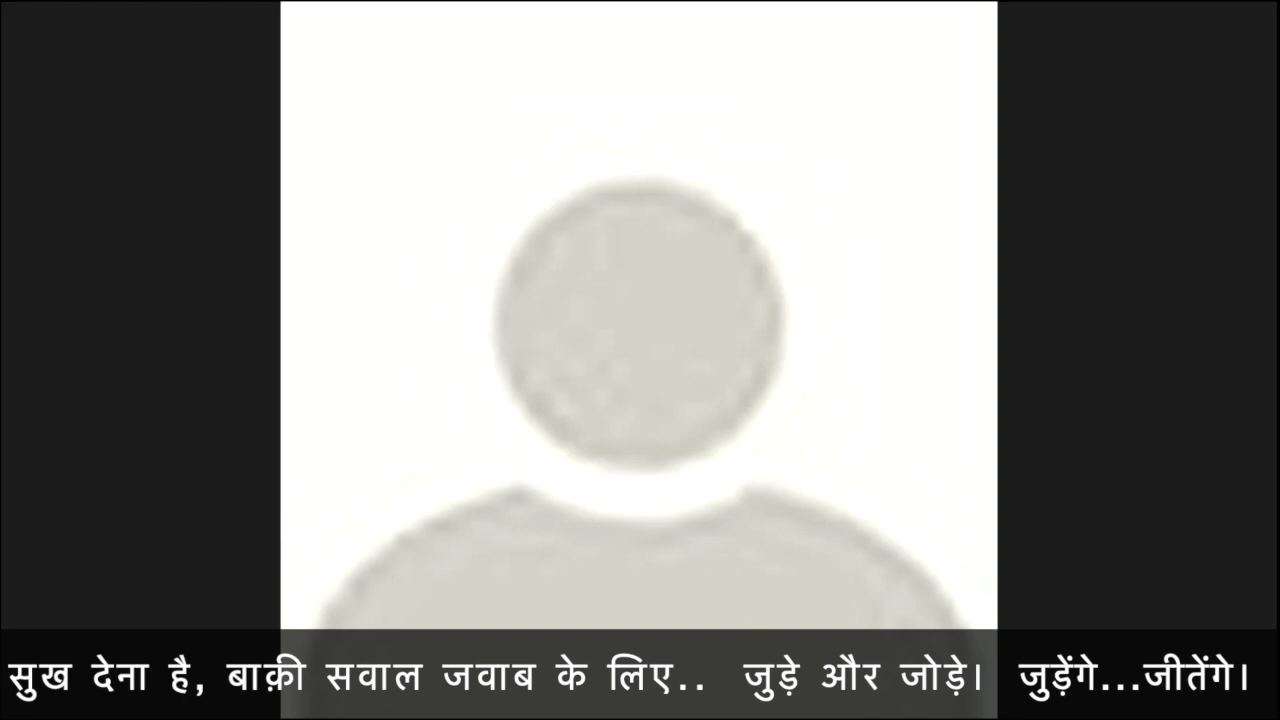 सुख देना है, बाक़ी सवाल जवाब के लिए.. जुड़े और जोड़े। जुड़ेंगे...जीतेंगे।